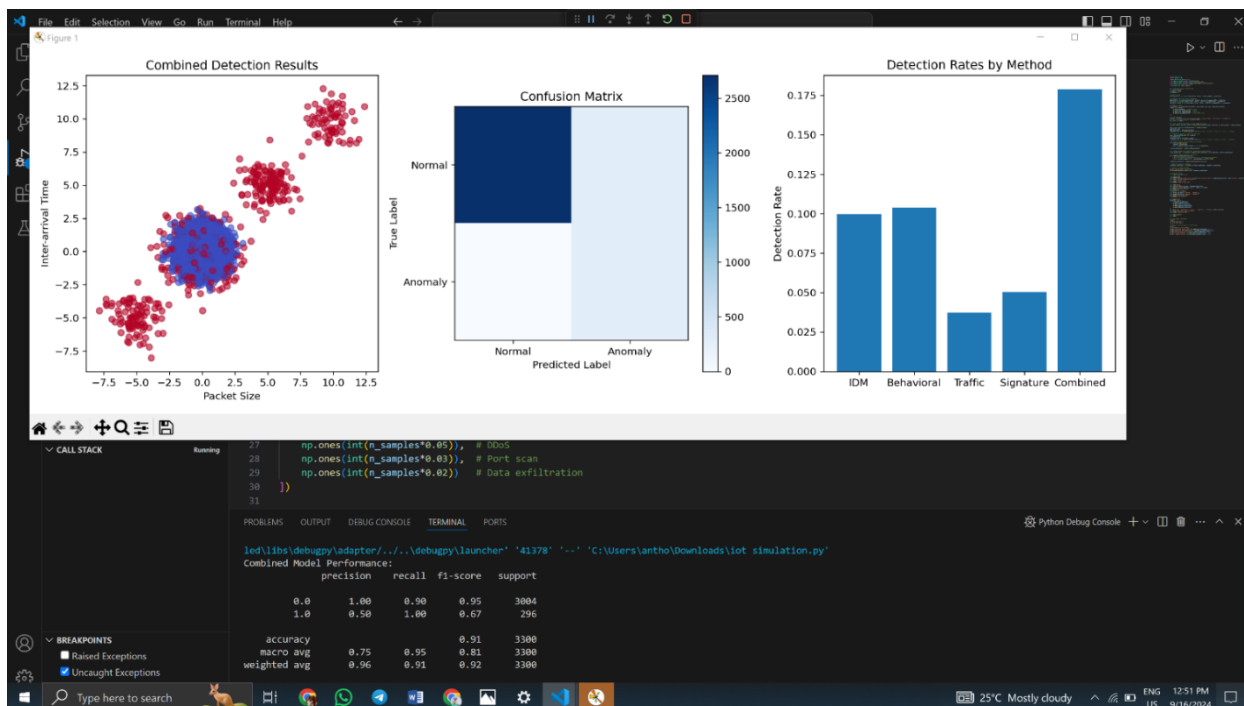 File Edit Selection View Go Run Terminal Help
Figure 1
Combined Detection Results
12.5
10.0
7.5
5.0
2.5
0.0
−2.5
−5.0
−7.5
Inter-arrival Time
−7.5 −5.0 −2.5 0.0 2.5 5.0 7.5 10.0 12.5
Packet Size
Confusion Matrix
Normal
True Label
Anomaly
Normal Anomaly
Predicted Label
2500
2000
1500
1000
500
0
Detection Rates by Method
0.175
0.150
0.125
0.100
0.075
0.050
0.025
0.000
Detection Rate
IDM Behavioral Traffic Signature Combined
CALL STACK Running
27 np.ones(int(n_samples*0.05)), # DDoS
28 np.ones(int(n_samples*0.03)), # Port scan
29 np.ones(int(n_samples*0.02)) # Data exfiltration
30 ])
31
PROBLEMS OUTPUT DEBUG CONSOLE TERMINAL PORTS
Python Debug Console
led\libs\debugpy\adapter/../..\debugpy\launcher' '41378' '--' 'C:\Users\antho\Downloads\iot simulation.py'
Combined Model Performance:
precision recall f1-score support
0.0 1.00 0.90 0.95 3004
1.0 0.50 1.00 0.67 296
accuracy 0.91 3300
macro avg 0.75 0.95 0.81 3300
weighted avg 0.96 0.91 0.92 3300
BREAKPOINTS
Raised Exceptions
Uncaught Exceptions
Type here to search
25°C Mostly cloudy
ENG
US
12:51 PM
9/16/2024